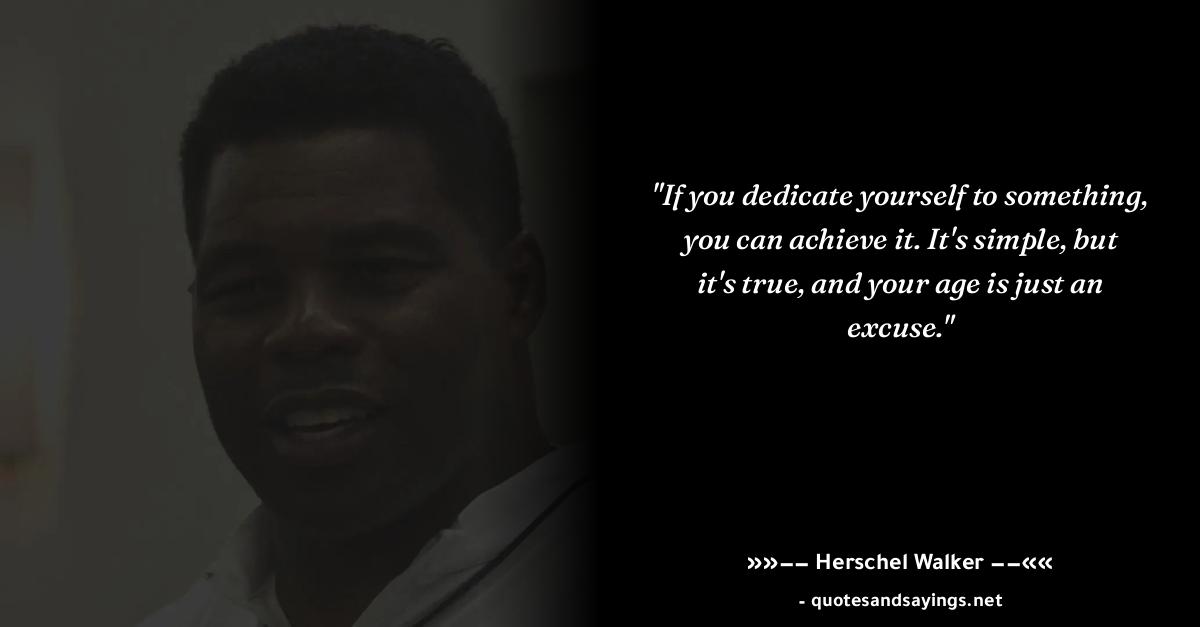 "If you dedicate yourself to something,
you can achieve it. It's simple, but
it's true, and your age is just an
excuse."
»»−− Herschel Walker −−««
- quotesandsayings.net